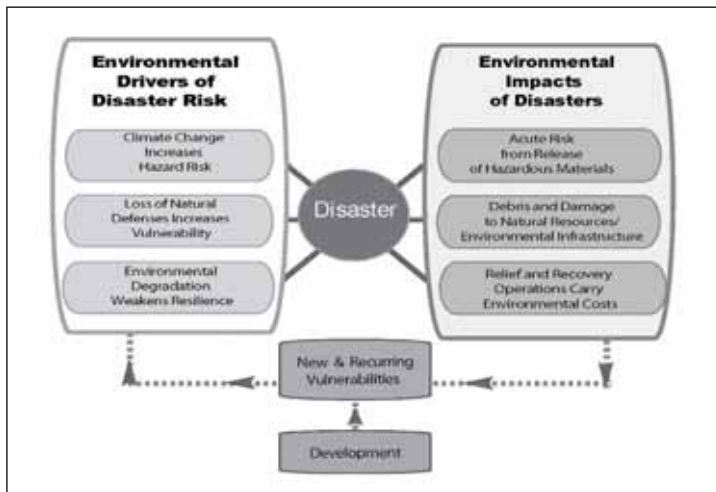 Environmental
Drivers of
Disaster Risk
Climate Change
Increases
Hazard Risk
Loss of Natural
Defenses Increases
Vulnerability
Environmental
Degradation
Weakens Resilience
Disaster
Environmental
Impacts
of Disasters
Acute Risk
from Release
of Hazardous Materials
Debris and Damage
to Natural Resources/
Environmental Infrastructure
Relief and Recovery
Operations Carry
Environmental Costs
New & Recurring
Vulnerabilities
Development